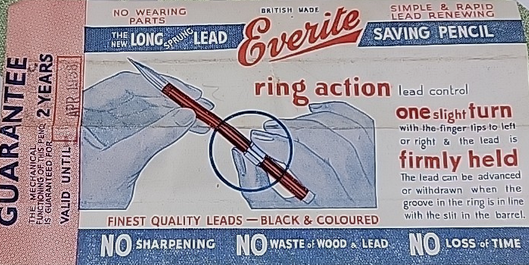 NO WEARING
PARTS
BRITISH MADE
SIMPLE & RAPID
LEAD RENEWING
THE NEW LONG SPRUNG LEAD
Everite
SAVING PENCIL
ring action lead control
one slight turn
with the finger tips to left
or right & the lead is
firmly held
The lead can be advanced
or withdrawn when the
groove in the ring is in line
with the slit in the barrel.
FINEST QUALITY LEADS — BLACK & COLOURED
NO SHARPENING NO WASTE of WOOD & LEAD NO LOSS of TIME
GUARANTEE
THE MECHANICAL
FUNCTIONING OF THIS PENCIL
IS GUARANTEED FOR 2 YEARS
VALID UNTIL
APR 1938